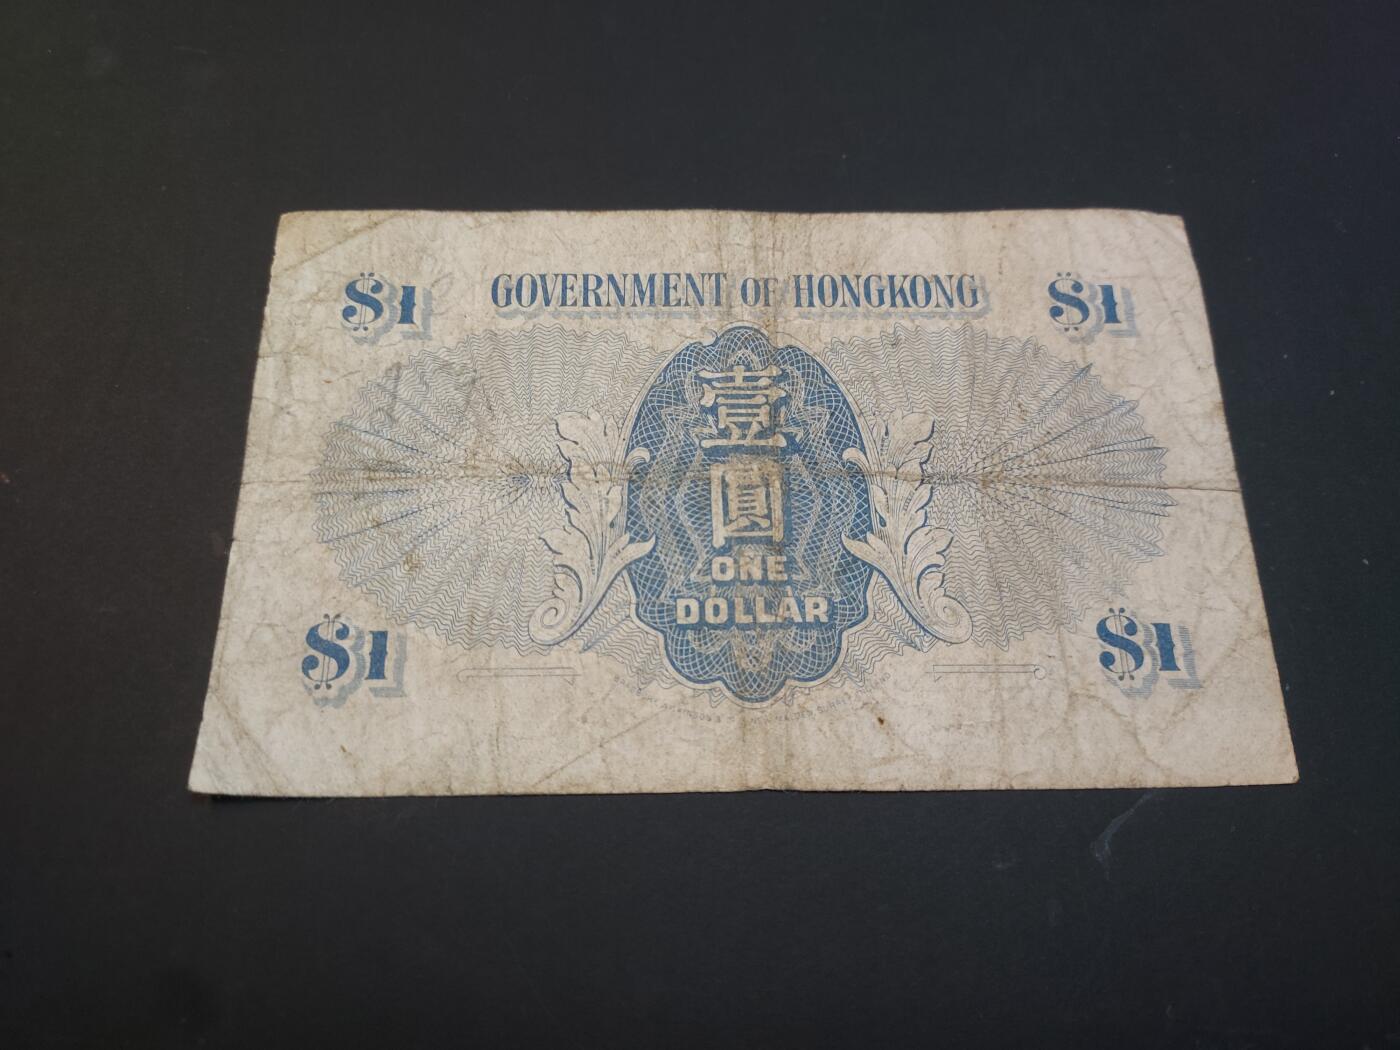 $1 GOVERNMENT OF HONGKONG $1
壹
圓
ONE
DOLLAR
$1 $1